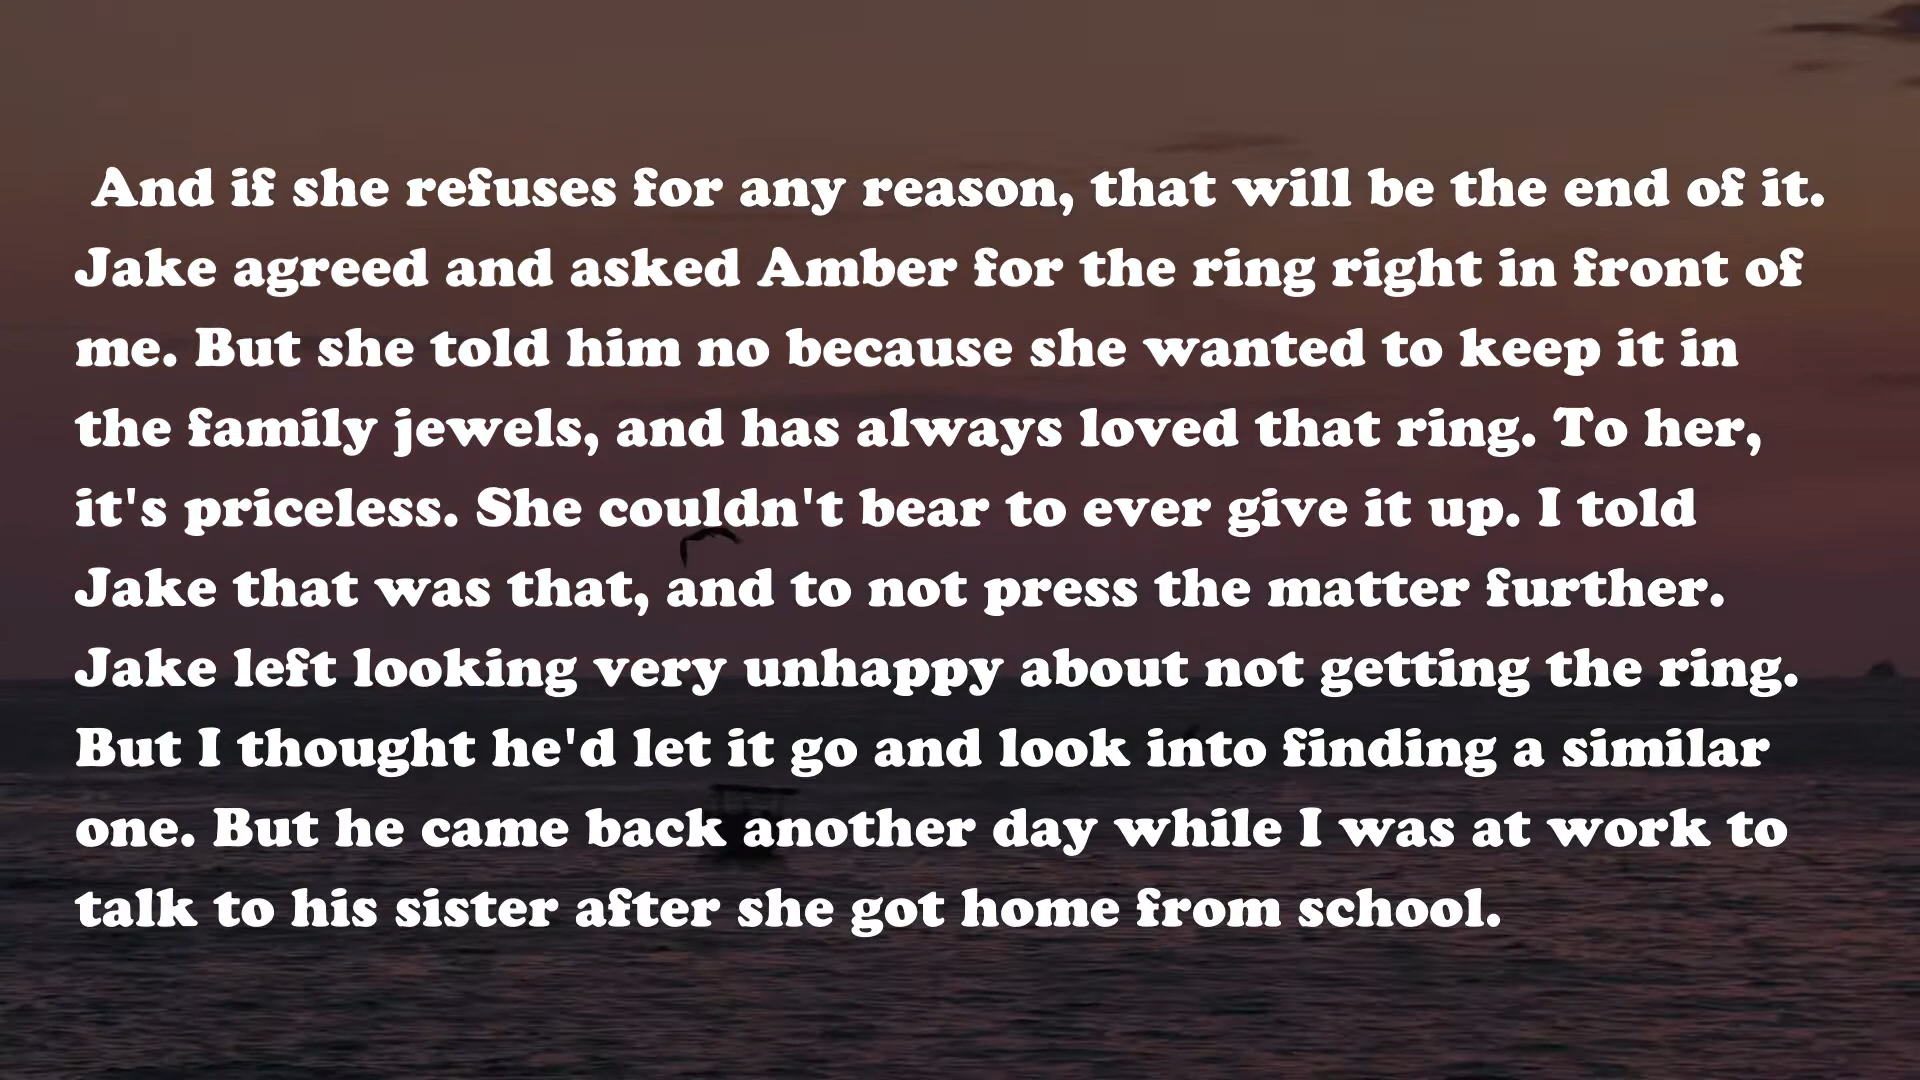 And if she refuses for any reason, that will be the end of it.
Jake agreed and asked Amber for the ring right in front of
me. But she told him no because she wanted to keep it in
the family jewels, and has always loved that ring. To her,
it's priceless. She couldn't bear to ever give it up. I told
Jake that was that, and to not press the matter further.
Jake left looking very unhappy about not getting the ring.
But I thought he'd let it go and look into finding a similar
one. But he came back another day while I was at work to
talk to his sister after she got home from school.